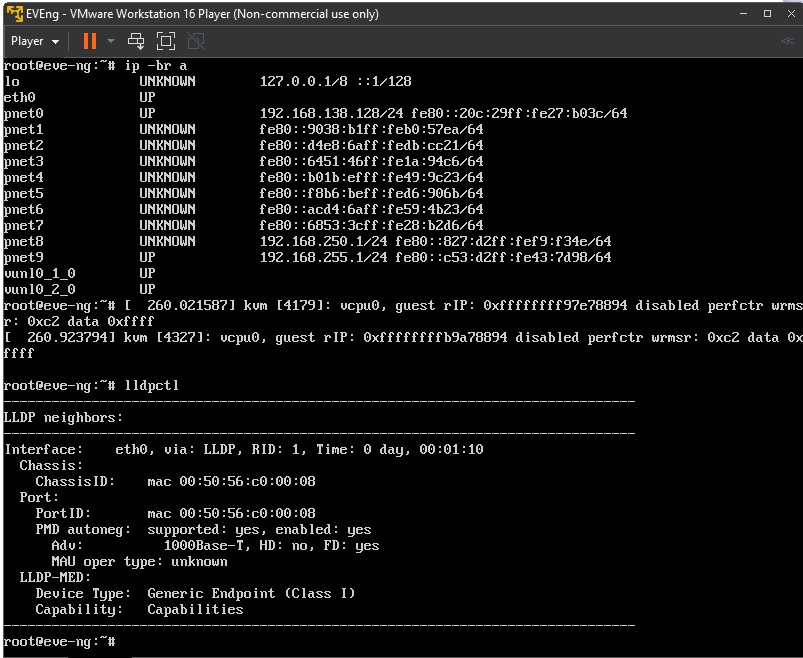 EVEng - VMware Workstation 16 Player (Non-commercial use only)
Player
root@eve-ng:~# ip -br a
lo UNKNOWN 127.0.0.1/8 ::1/128
eth0 UP
pnet0 UP 192.168.138.128/24 fe80::20c:29ff:fe27:b03c/64
pnet1 UNKNOWN fe80::9038:b1ff:feb0:57ea/64
pnet2 UNKNOWN fe80::d4e8:6aff:fedb:cc21/64
pnet3 UNKNOWN fe80::6451:46ff:fe1a:94c6/64
pnet4 UNKNOWN fe80::b01b:efff:fe49:9c23/64
pnet5 UNKNOWN fe80::f8b6:beff:fed6:906b/64
pnet6 UNKNOWN fe80::acd4:6aff:fe59:4b23/64
pnet7 UNKNOWN fe80::6853:3cff:fe28:b2d6/64
pnet8 UNKNOWN 192.168.250.1/24 fe80::827:d2ff:fef9:f34e/64
pnet9 UP 192.168.255.1/24 fe80::c53:d2ff:fe43:7d98/64
vunl0_1_0 UP
vunl0_2_0 UP
root@eve-ng:~# [  260.021587] kvm [4179]: vcpu0, guest rIP: 0xffffffff97e78894 disabled perfctr wrms
r: 0xc2 data 0xffff
[  260.923794] kvm [4327]: vcpu0, guest rIP: 0xffffffffb9a78894 disabled perfctr wrmsr: 0xc2 data 0x
ffff
root@eve-ng:~# lldpctl
-------------------------------------------------------------------------------
LLDP neighbors:
-------------------------------------------------------------------------------
Interface:    eth0, via: LLDP, RID: 1, Time: 0 day, 00:01:10
  Chassis:
    ChassisID:    mac 00:50:56:c0:00:08
  Port:
    PortID:       mac 00:50:56:c0:00:08
    PMD autoneg:  supported: yes, enabled: yes
      Adv:          1000Base-T, HD: no, FD: yes
      MAU oper type: unknown
  LLDP-MED:
    Device Type:  Generic Endpoint (Class I)
    Capability:   Capabilities
-------------------------------------------------------------------------------
root@eve-ng:~#